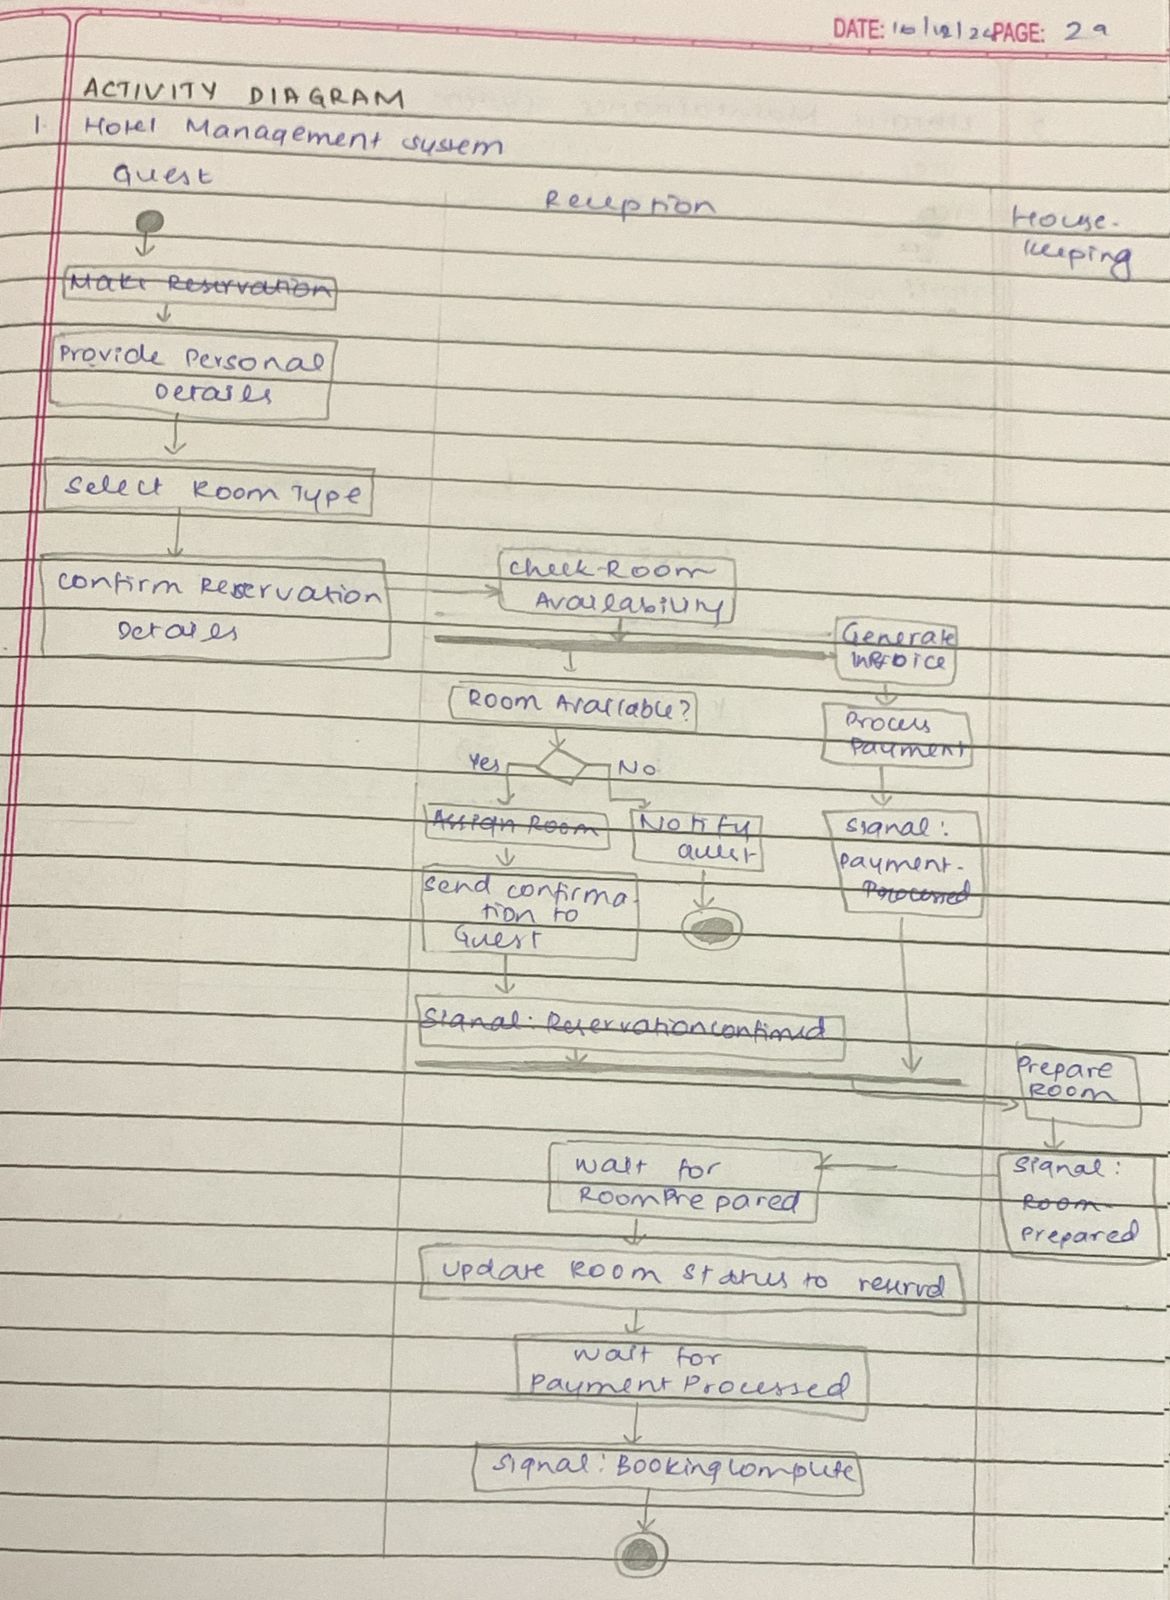 DATE: 16/12/24 PAGE: 29
ACTIVITY DIAGRAM
1. Hotel Management system
Guest
Reception
House-
keeping
Make Reservation
Provide Personal
Details
Select Room Type
Confirm Reservation
Details
Check Room
Availability
Generate
Invoice
Room Available?
Process
Payment
Yes
No
Assign Room
Notify
Guest
Signal:
Payment-
Processed
Send confirma-
tion to
Guest
Signal: Reservationconfirmed
Prepare
Room
Wait for
RoomPrepared
Signal:
Room-
prepared
Update Room Status to reserved
Wait for
PaymentProcessed
Signal: BookingComplete